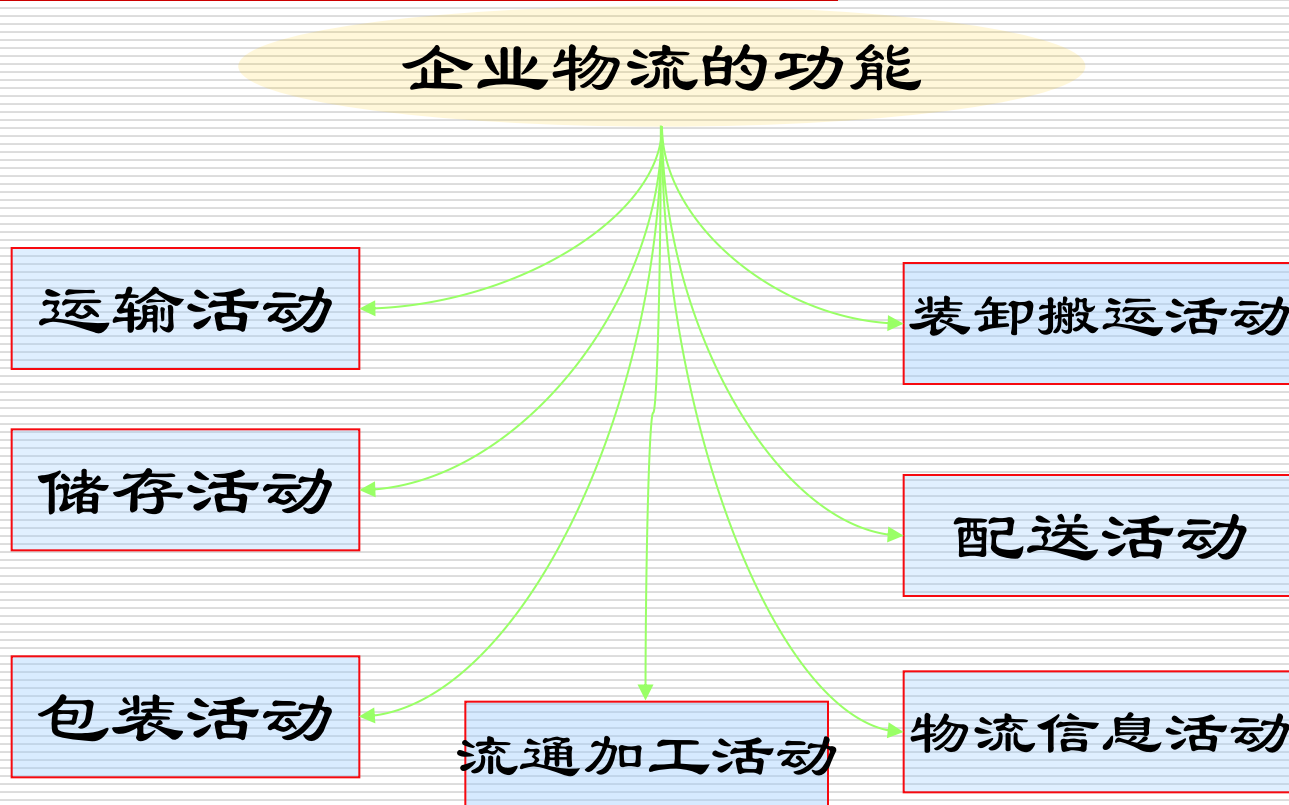 企业物流的功能
运输活动
装卸搬运活动
储存活动
配送活动
包装活动
流通加工活动
物流信息活动